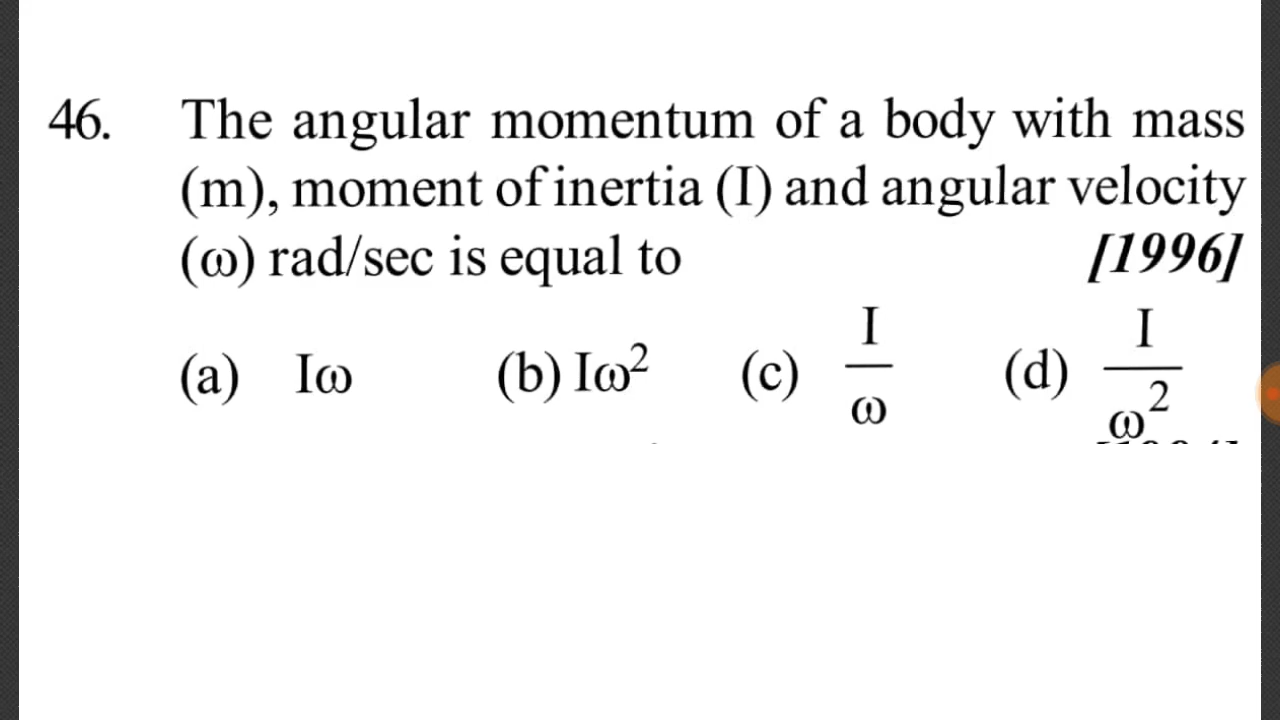 46. The angular momentum of a body with mass
(m), moment of inertia (I) and angular velocity
(ω) rad/sec is equal to [1996]
(a) Iω (b) Iω² (c) I/ω (d) I/ω²